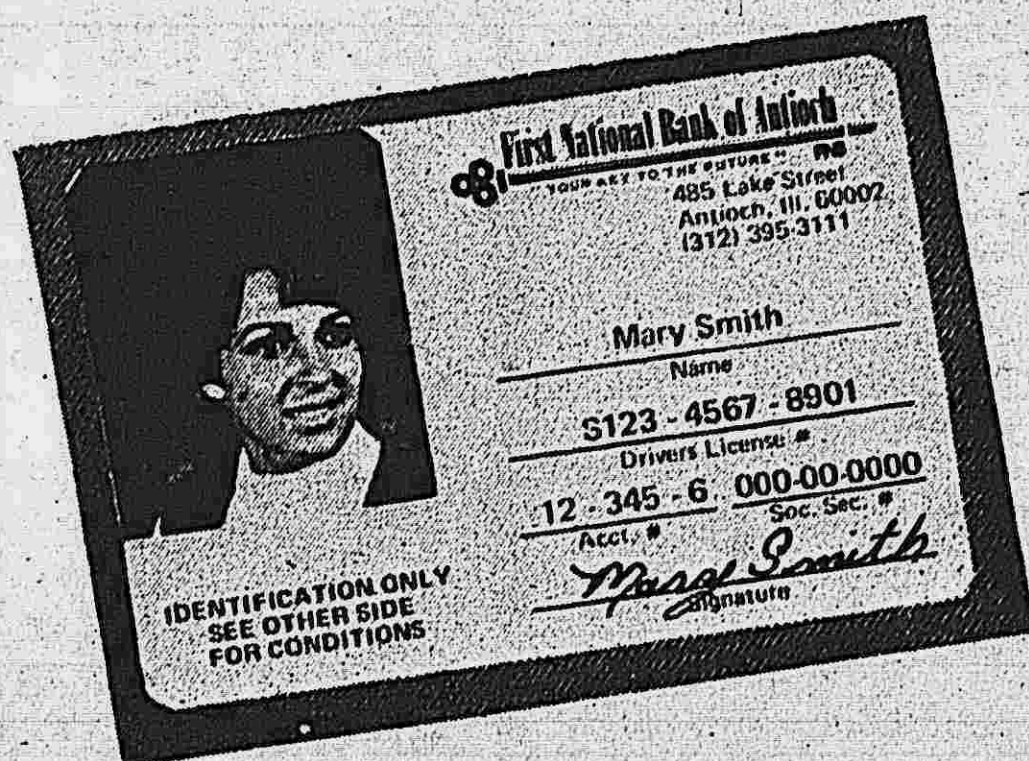 First National Bank of Antioch
"YOUR KEY TO THE FUTURE"
485 Lake Street
Antioch, Ill. 60002
(312) 395-3111
Mary Smith
Name
S123 - 4567 - 8901
Drivers License #
12 - 345 - 6 000-00-0000
Acct. # Soc. Sec. #
Mary Smith
Signature
IDENTIFICATION ONLY
SEE OTHER SIDE
FOR CONDITIONS